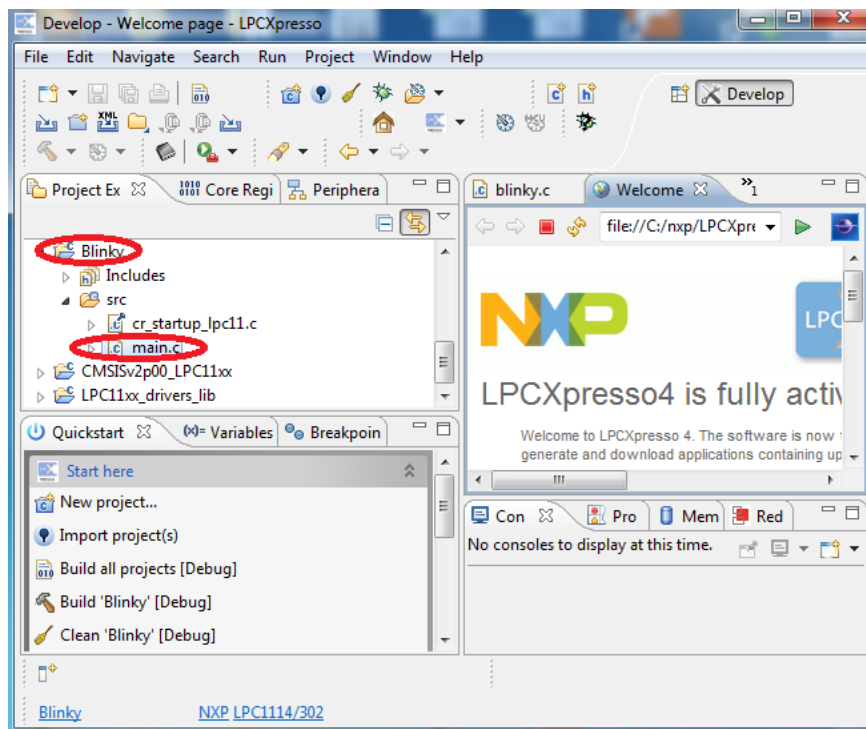 Develop - Welcome page - LPCXpresso
File Edit Navigate Search Run Project Window Help
Develop
Project Ex Core Regi Periphera
blinky.c Welcome »1
file://C:/nxp/LPCXpre
Blinky
Includes
src
cr_startup_lpc11.c
main.c
CMSISv2p00_LPC11xx
LPC11xx_drivers_lib
NXP
LPC
LPCXpresso4 is fully activ
Welcome to LPCXpresso 4. The software is now
generate and download applications containing up
Quickstart (x)= Variables Breakpoin
Start here
New project...
Import project(s)
Build all projects [Debug]
Build 'Blinky' [Debug]
Clean 'Blinky' [Debug]
Con Pro Mem Red
No consoles to display at this time.
Blinky NXP LPC1114/302